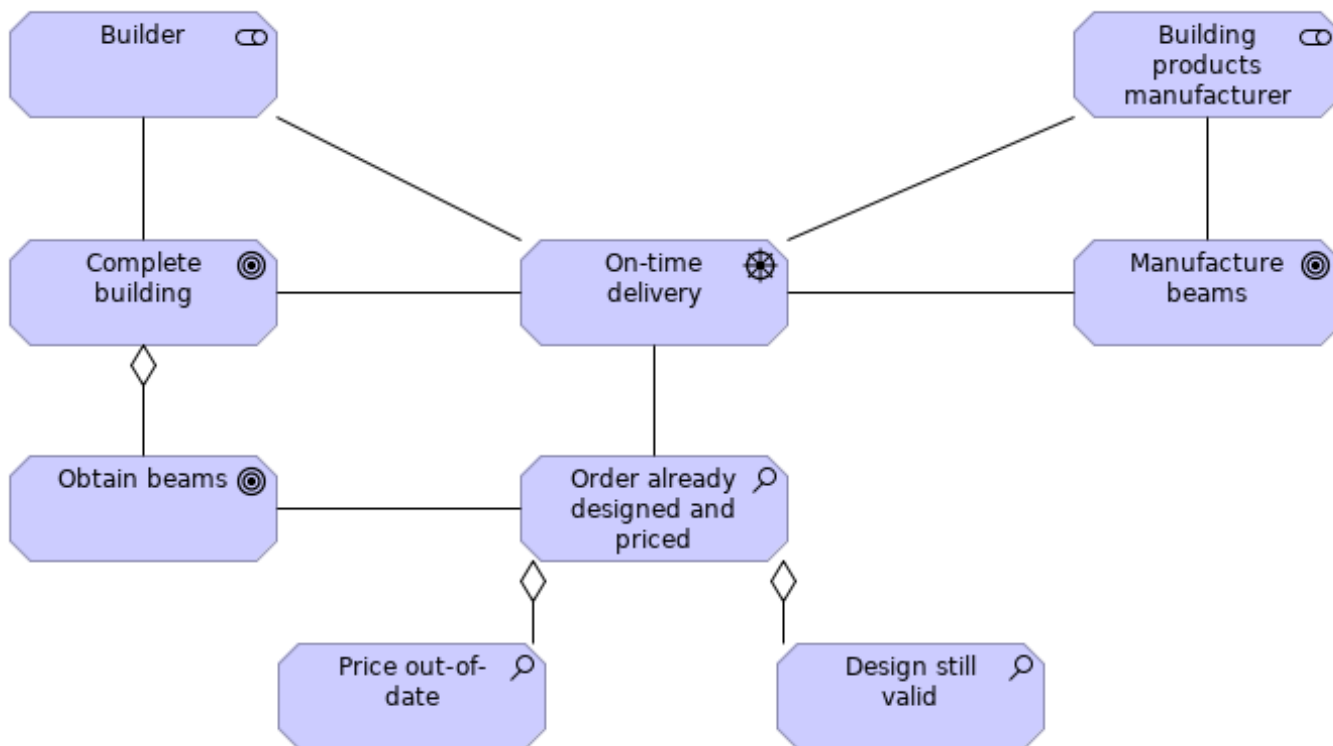 Builder
Building
products
manufacturer
Complete
building
On-time
delivery
Manufacture
beams
Obtain beams
Order already
designed and
priced
Price out-of-
date
Design still
valid